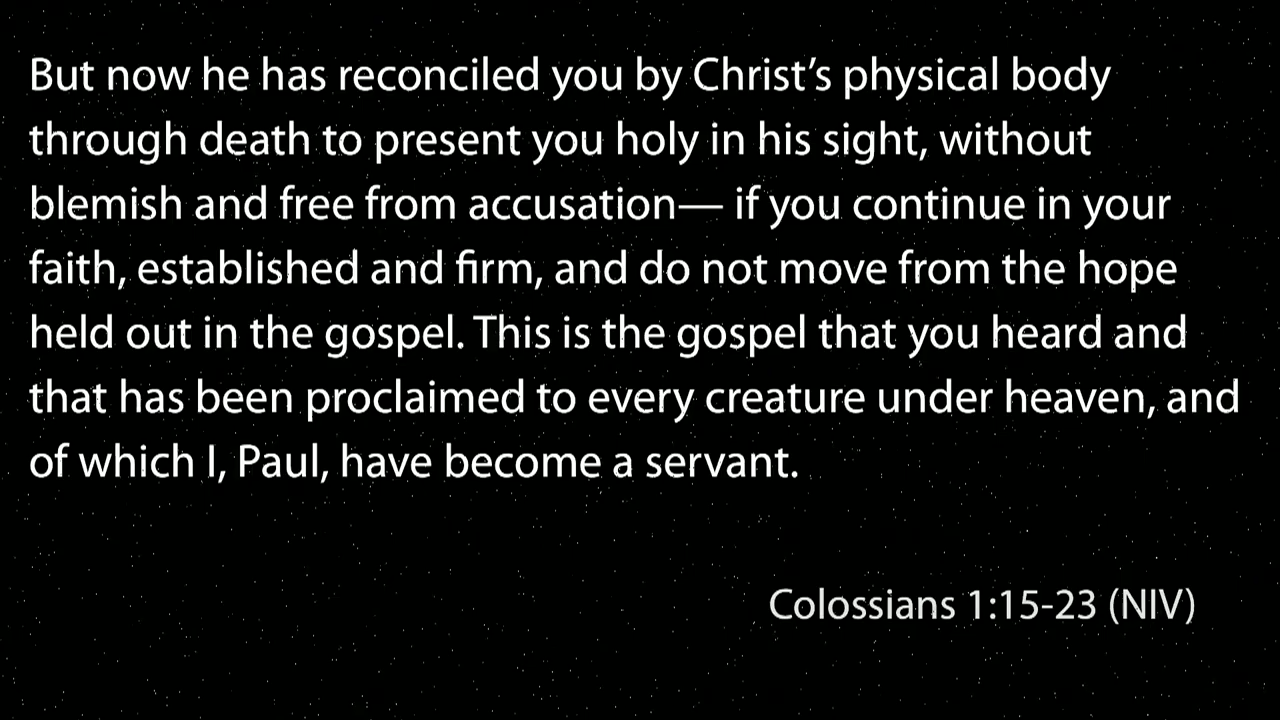 But now he has reconciled you by Christ’s physical body
through death to present you holy in his sight, without
blemish and free from accusation— if you continue in your
faith, established and firm, and do not move from the hope
held out in the gospel. This is the gospel that you heard and
that has been proclaimed to every creature under heaven, and
of which I, Paul, have become a servant.
Colossians 1:15-23 (NIV)